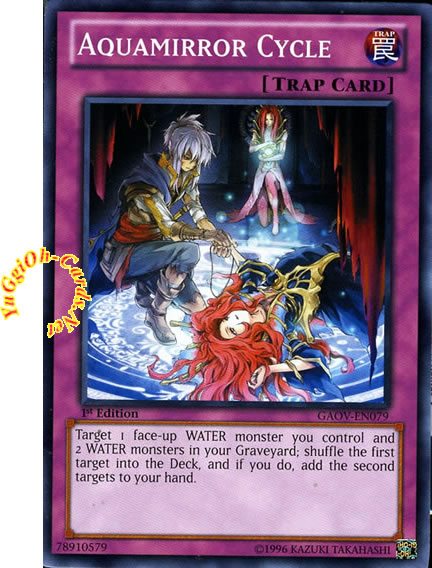 AQUAMIRROR CYCLE
TRAP
罠
[TRAP CARD]
YuGgiOh-Cards.Net
1st Edition
GAOV-EN079
Target 1 face-up WATER monster you control and
2 WATER monsters in your Graveyard; shuffle the first
target into the Deck, and if you do, add the second
targets to your hand.
78910579
©1996 KAZUKI TAKAHASHI